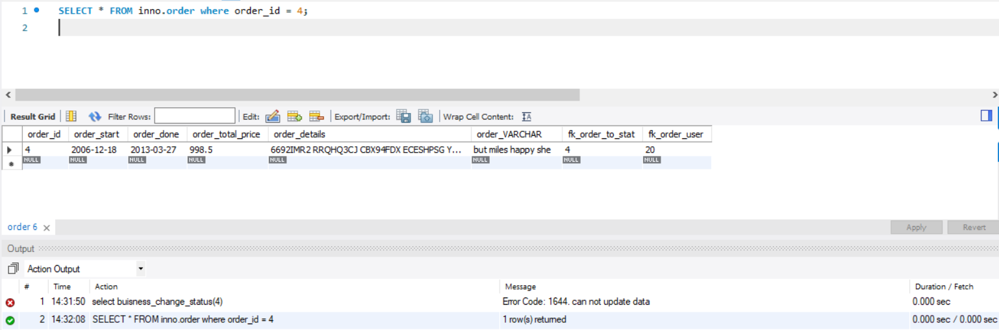 1 SELECT * FROM inno.order where order_id = 4;
2
Result Grid Filter Rows: Edit: Export/Import: Wrap Cell Content:
order_id order_start order_done order_total_price order_details order_VARCHAR fk_order_to_stat fk_order_user
4 2006-12-18 2013-03-27 998.5 6692IMR2 RRQHQ3CJ CBX94FDX ECESHPSG Y... but miles happy she 4 20
NULL NULL NULL NULL NULL NULL NULL NULL
order 6
Apply Revert
Output
Action Output
# Time Action Message Duration / Fetch
1 14:31:50 select buisness_change_status(4) Error Code: 1644. can not update data 0.000 sec
2 14:32:08 SELECT * FROM inno.order where order_id = 4 1 row(s) returned 0.000 sec / 0.000 sec